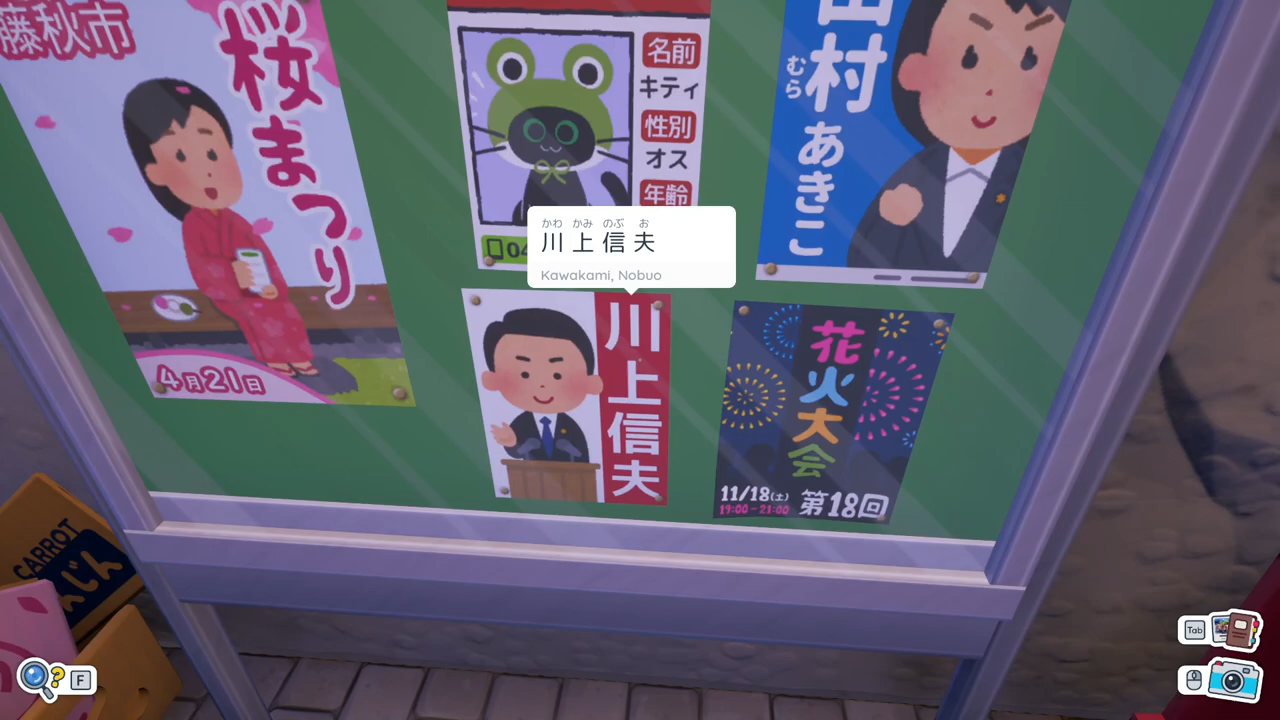 藤秋市
桜まつり
4月21日
名前
キティ
性別
オス
年齢
04
村
むら
あきこ
かわ かみ のぶ お
川上信夫
Kawakami, Nobuo
川上信夫
花火大会
11/18(土)
19:00-21:00
第18回
CARROT
んじん
Tab
F